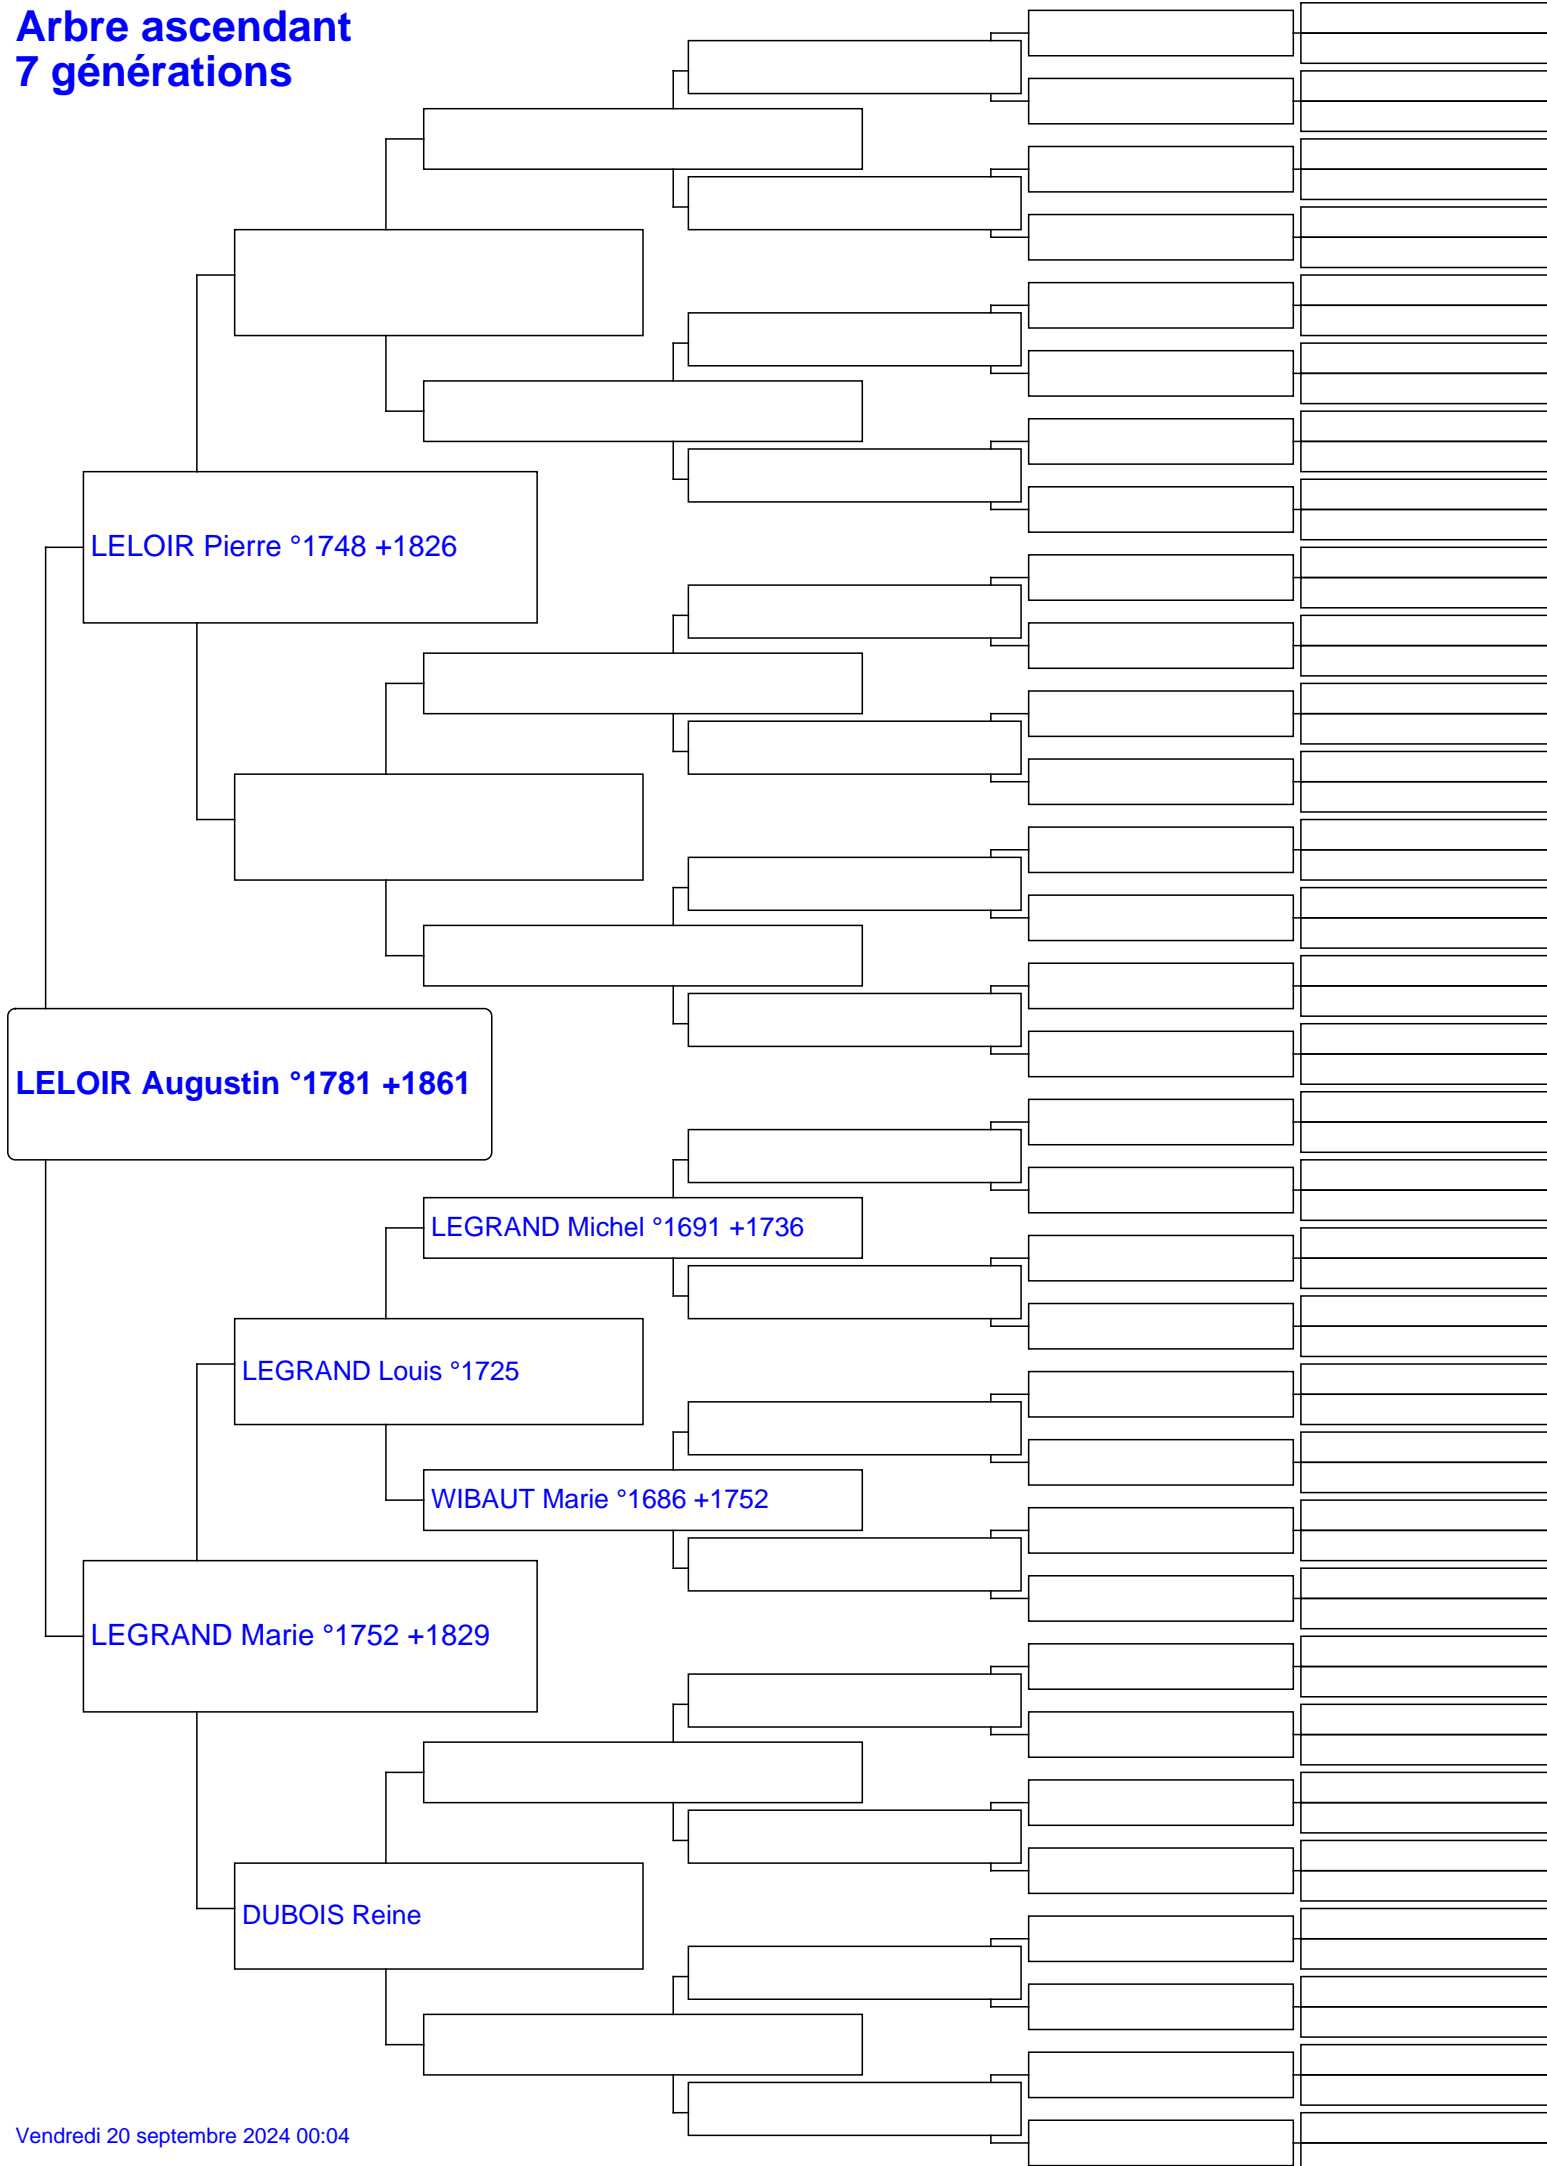 Arbre ascendant
7 générations
LELOIR Pierre °1748 +1826
LELOIR Augustin °1781 +1861
LEGRAND Michel °1691 +1736
LEGRAND Louis °1725
WIBAUT Marie °1686 +1752
LEGRAND Marie °1752 +1829
DUBOIS Reine
Vendredi 20 septembre 2024 00:04